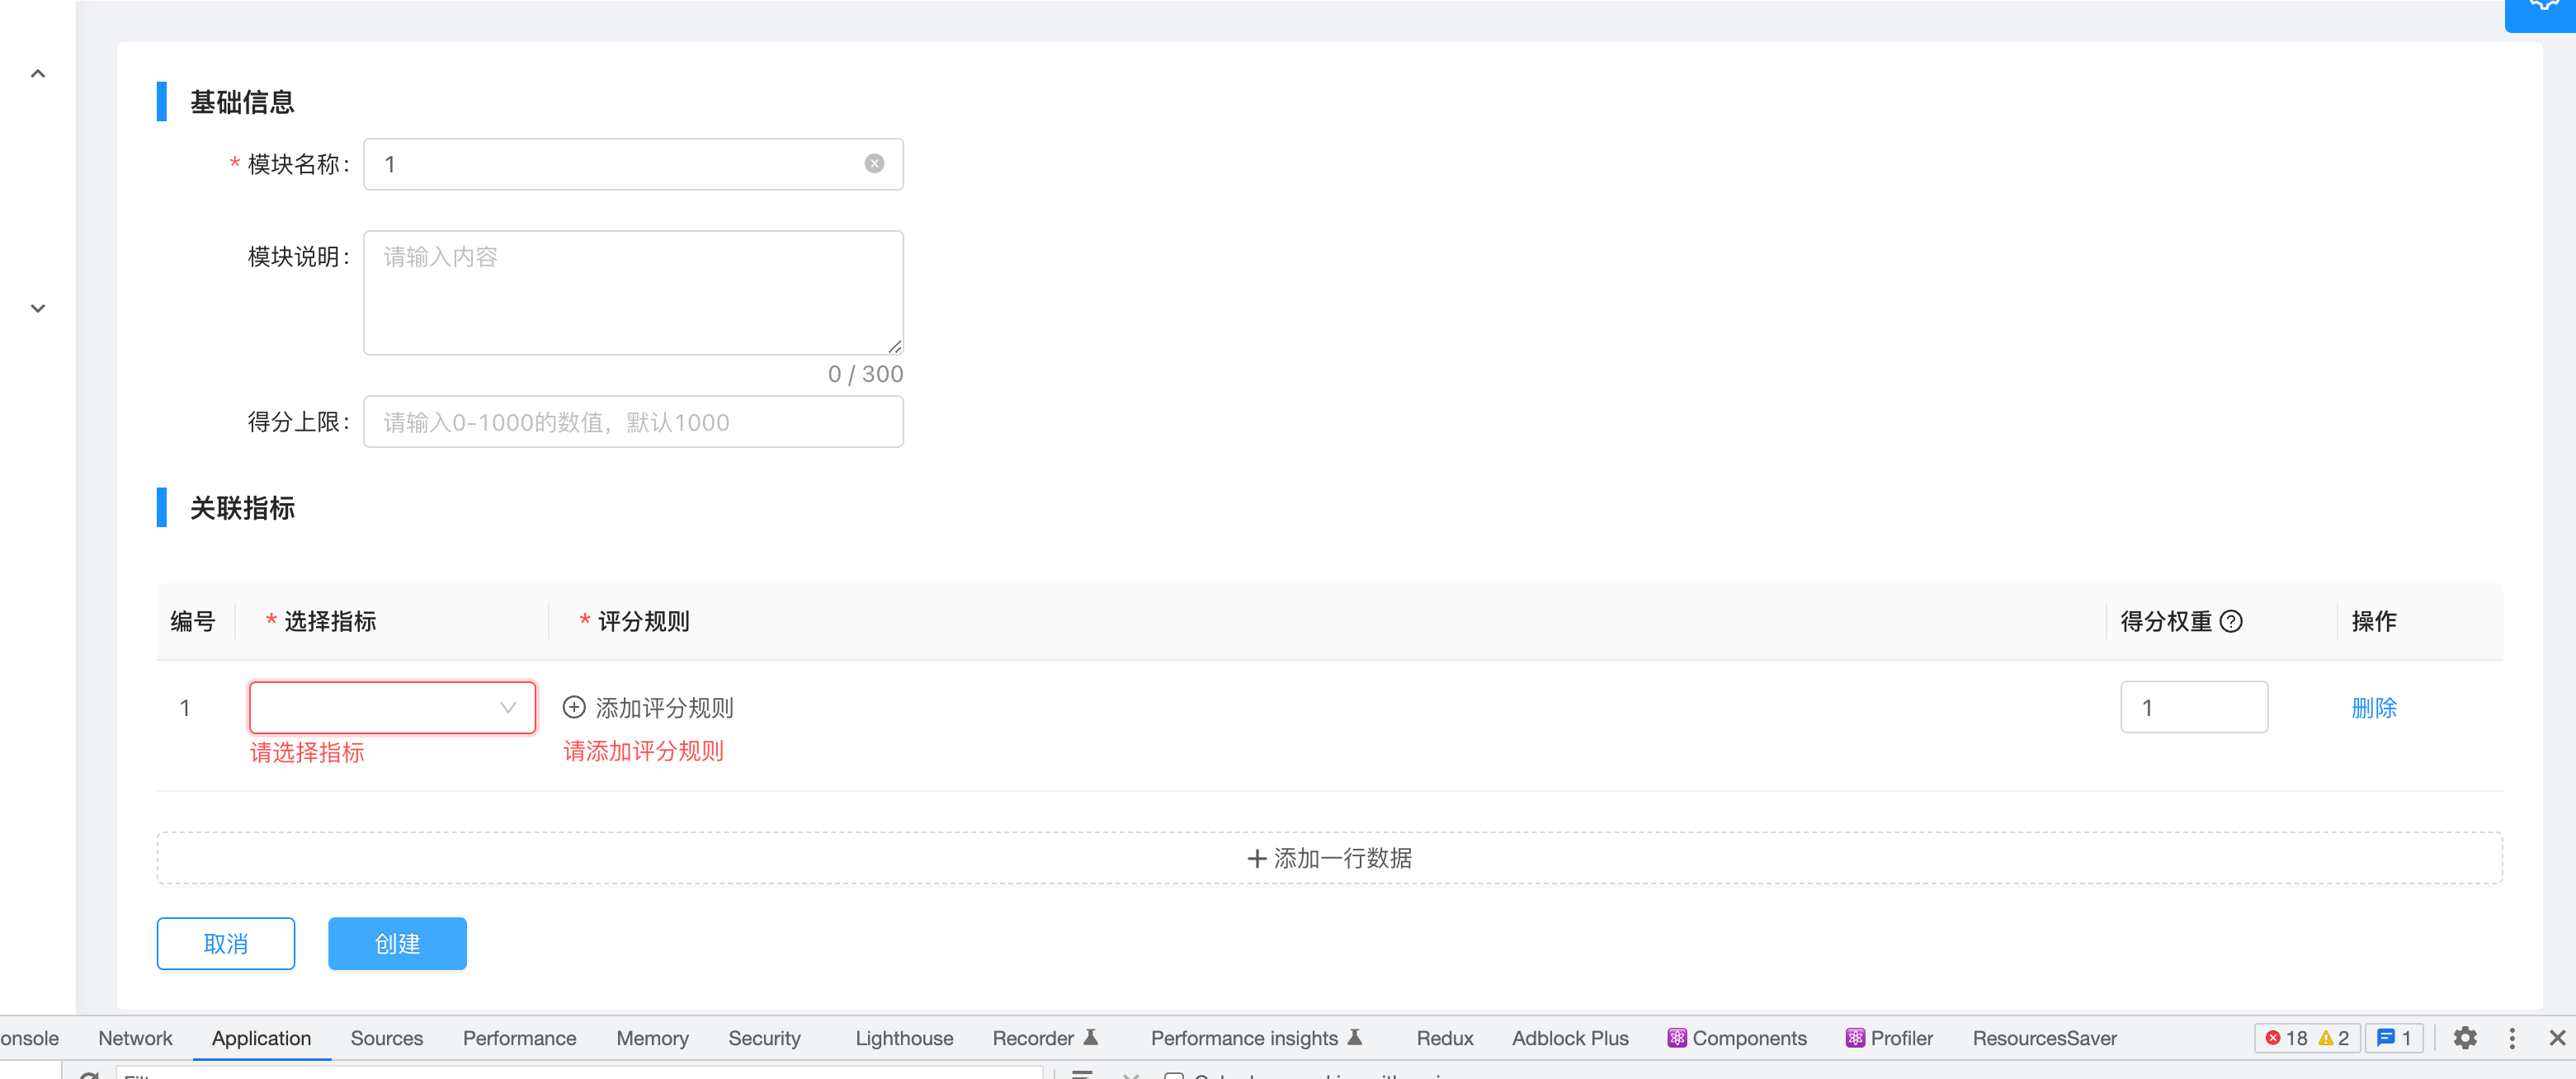 基础信息
* 模块名称: 1
模块说明: 请输入内容
0 / 300
得分上限: 请输入0-1000的数值，默认1000
关联指标
编号 * 选择指标 * 评分规则 得分权重 操作
1 添加评分规则 1 删除
请选择指标 请添加评分规则
添加一行数据
取消 创建
onsole Network Application Sources Performance Memory Security Lighthouse Recorder Performance insights Redux Adblock Plus Components Profiler ResourcesSaver 18 2 1